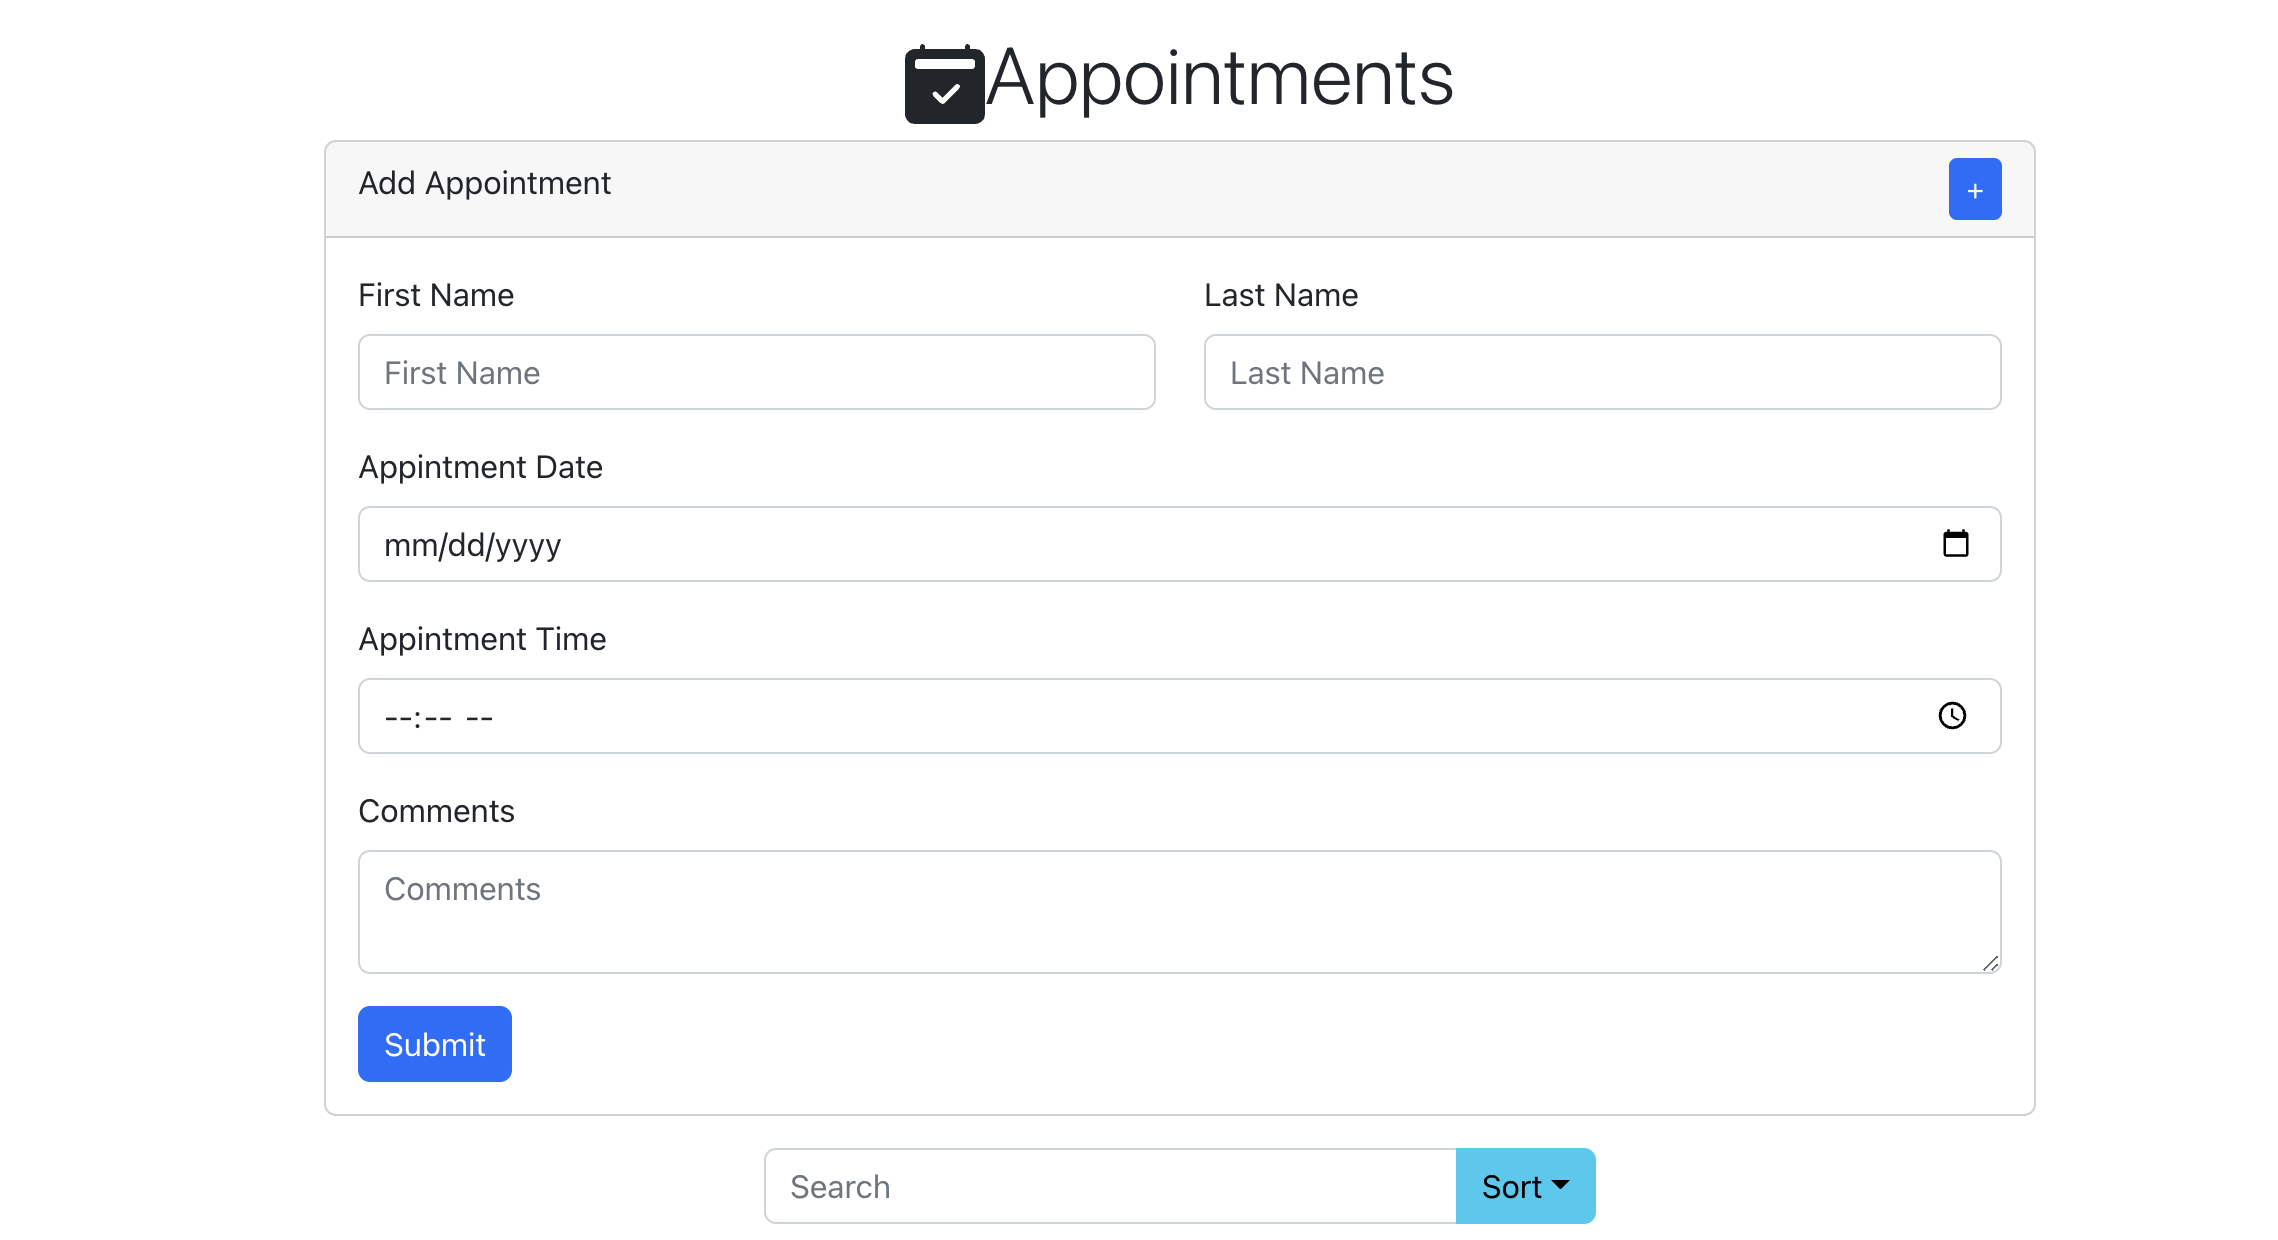 Appointments
Add Appointment
+
First Name
Last Name
First Name
Last Name
Appintment Date
mm/dd/yyyy
Appintment Time
--:-- --
Comments
Comments
Submit
Search
Sort